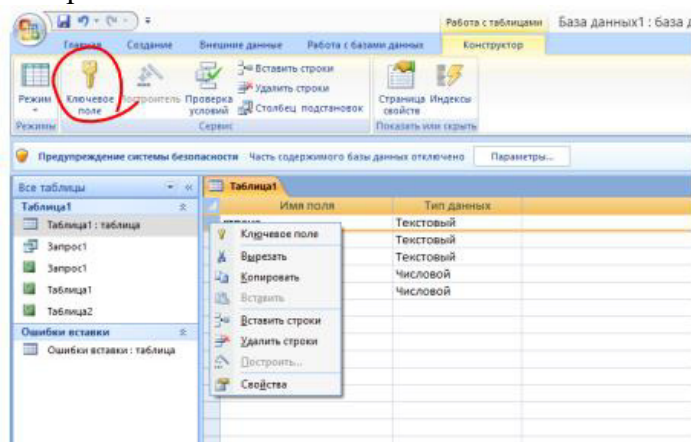 Работа с таблицами
База данных1 : база д
Главная Создание Внешние данные Работа с базами данных Конструктор
Режим
Ключевое поле
Построитель
Проверка условий
Вставить строки
Удалить строки
Столбец подстановок
Страница свойств
Индексы
Режимы Сервис Показать или скрыть
Предупреждение системы безопасности Часть содержимого базы данных отключено Параметры...
Все таблицы
Таблица1
Таблица1 : таблица
Запрос1
Запрос1
Таблица1
Таблица2
Ошибки вставки
Ошибки вставки : таблица
Таблица1
Имя поля Тип данных
Текстовый
Текстовый
Текстовый
Числовой
Числовой
Ключевое поле
Вырезать
Копировать
Вставить
Вставить строки
Удалить строки
Построить...
Свойства